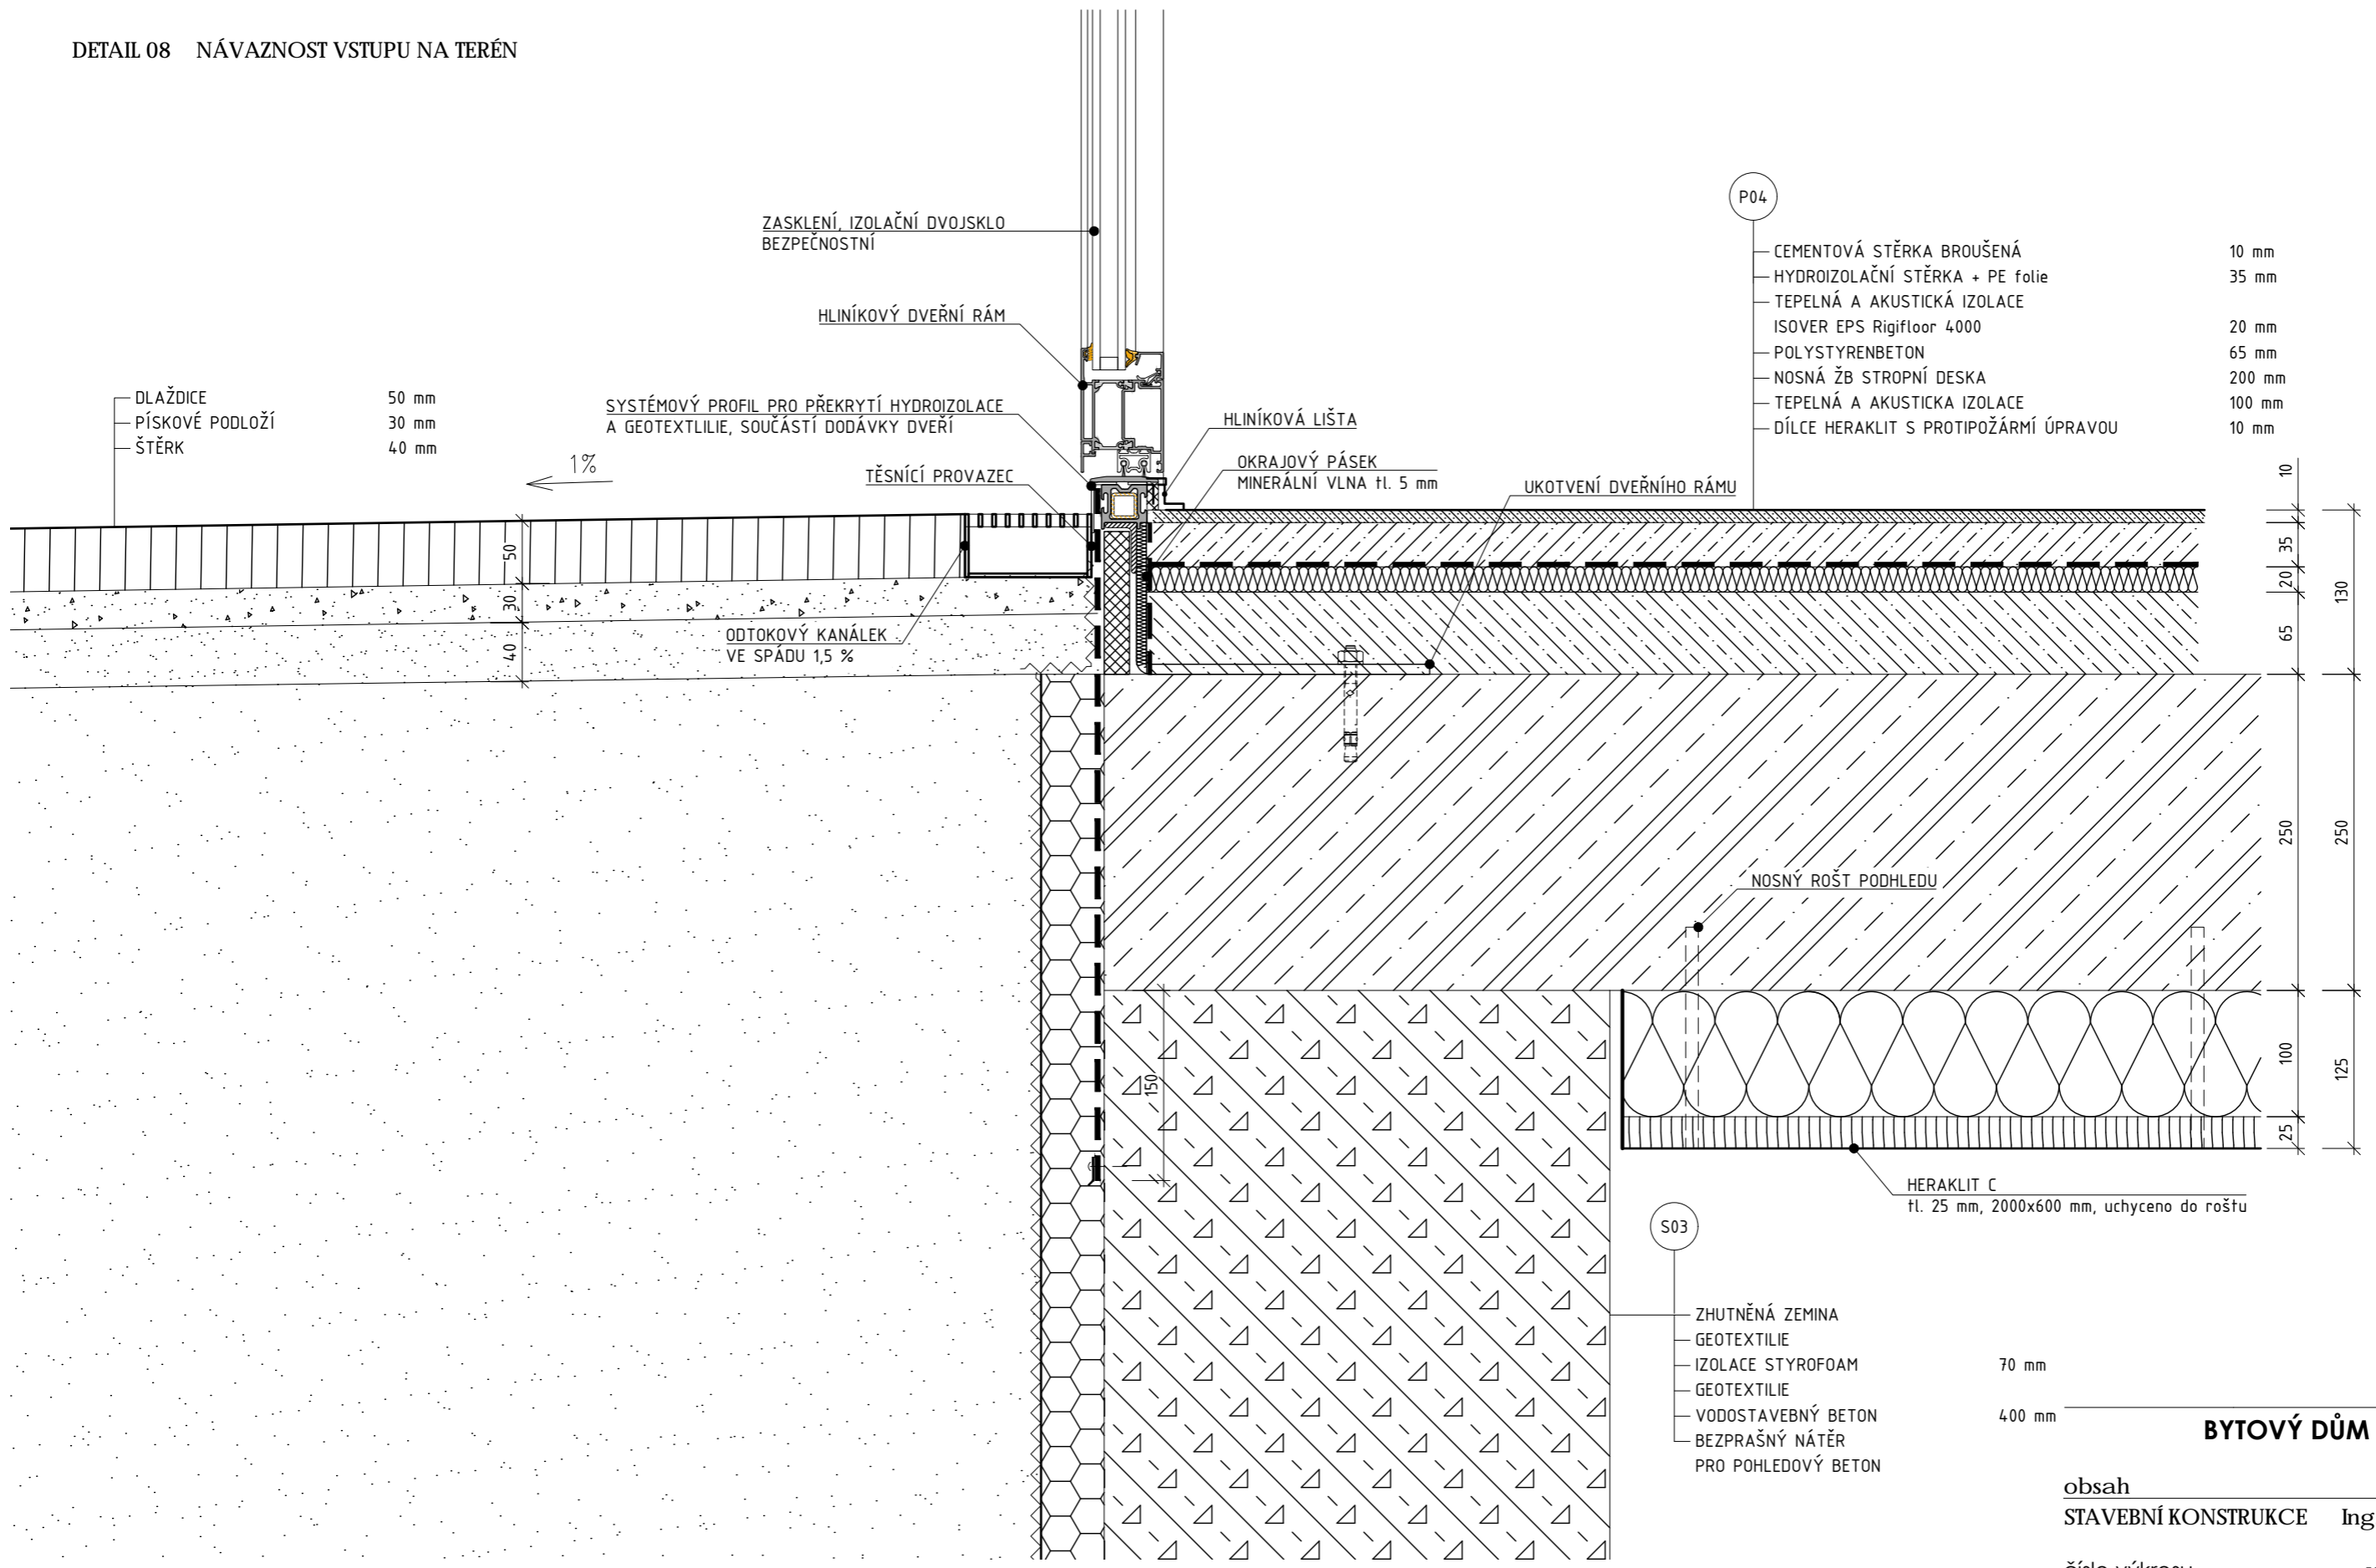 DETAIL 08 NÁVAZNOST VSTUPU NA TERÉN
ZASKLENÍ, IZOLAČNÍ DVOJSKLO
BEZPEČNOSTNÍ
HLINÍKOVÝ DVEŘNÍ RÁM
SYSTÉMOVÝ PROFIL PRO PŘEKRYTÍ HYDROIZOLACE
A GEOTEXTLILIE, SOUČÁSTÍ DODÁVKY DVEŘÍ
TĚSNÍCÍ PROVAZEC
DLAŽDICE 50 mm
PÍSKOVÉ PODLOŽÍ 30 mm
ŠTĚRK 40 mm
1%
50
30
40
ODTOKOVÝ KANÁLEK
VE SPÁDU 1,5 %
HLINÍKOVÁ LIŠTA
OKRAJOVÝ PÁSEK
MINERÁLNÍ VLNA tl. 5 mm
UKOTVENÍ DVEŘNÍHO RÁMU
P04
CEMENTOVÁ STĚRKA BROUŠENÁ 10 mm
HYDROIZOLAČNÍ STĚRKA + PE folie 35 mm
TEPELNÁ A AKUSTICKÁ IZOLACE
ISOVER EPS Rigifloor 4000 20 mm
POLYSTYRENBETON 65 mm
NOSNÁ ŽB STROPNÍ DESKA 200 mm
TEPELNÁ A AKUSTICKA IZOLACE 100 mm
DÍLCE HERAKLIT S PROTIPOŽÁRMÍ ÚPRAVOU 10 mm
10
35
20
65
130
250
250
100
25
125
NOSNÝ ROŠT PODHLEDU
150
HERAKLIT C
tl. 25 mm, 2000x600 mm, uchyceno do roštu
S03
ZHUTNĚNÁ ZEMINA
GEOTEXTILIE
IZOLACE STYROFOAM 70 mm
GEOTEXTILIE
VODOSTAVEBNÝ BETON 400 mm
BEZPRAŠNÝ NÁTĚR
PRO POHLEDOVÝ BETON
BYTOVÝ DŮM
obsah
STAVEBNÍ KONSTRUKCE Ing